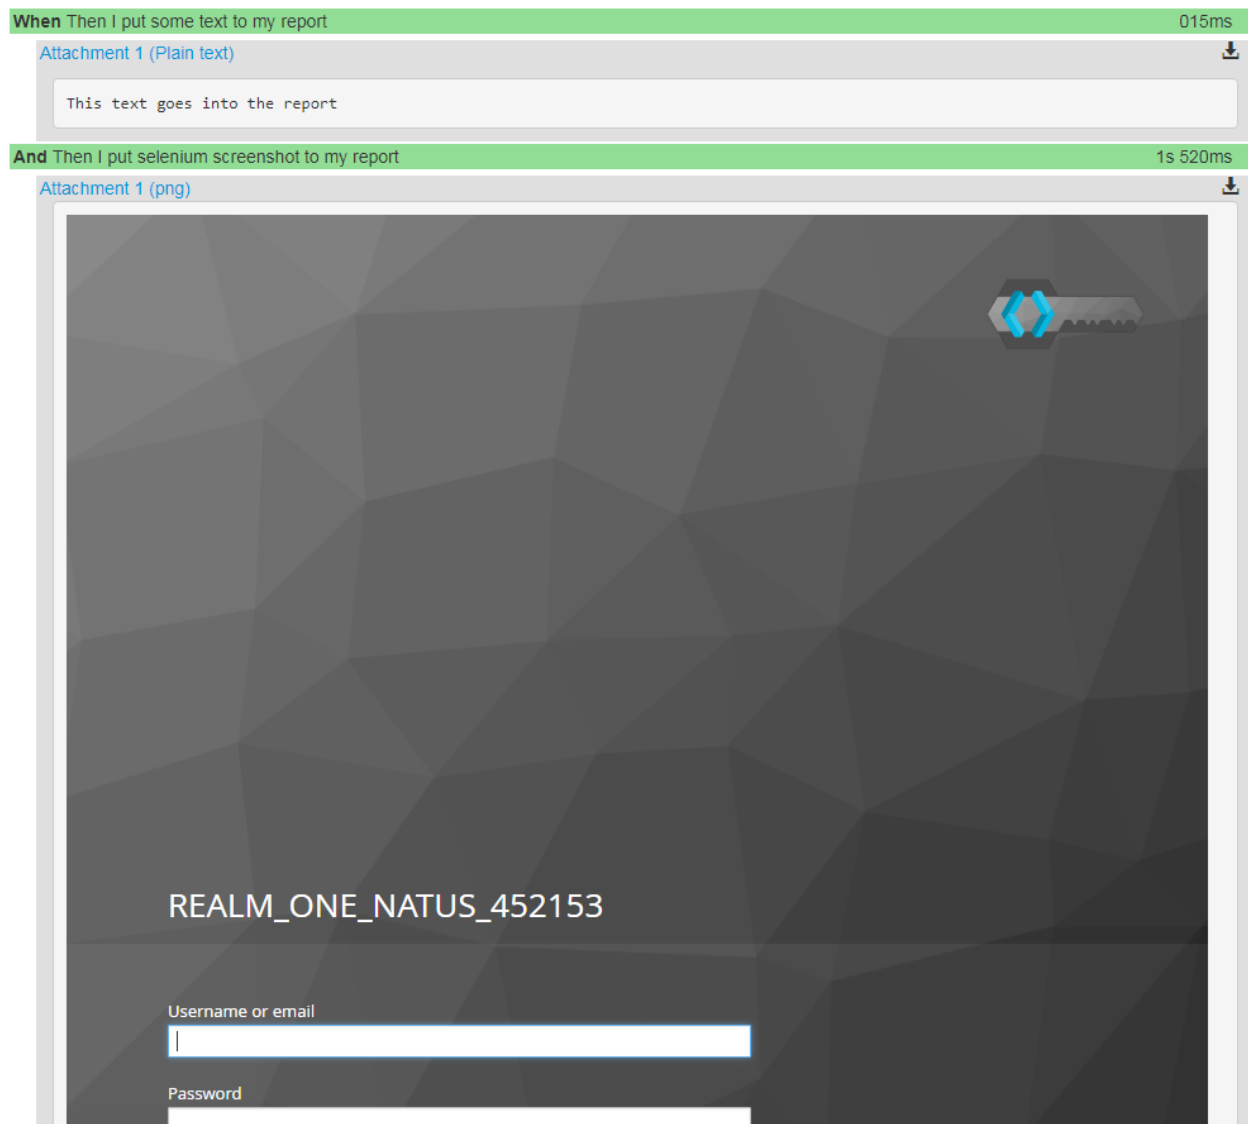 When Then I put some text to my report 015ms
Attachment 1 (Plain text)
This text goes into the report
And Then I put selenium screenshot to my report 1s 520ms
Attachment 1 (png)
REALM_ONE_NATUS_452153
Username or email
Password